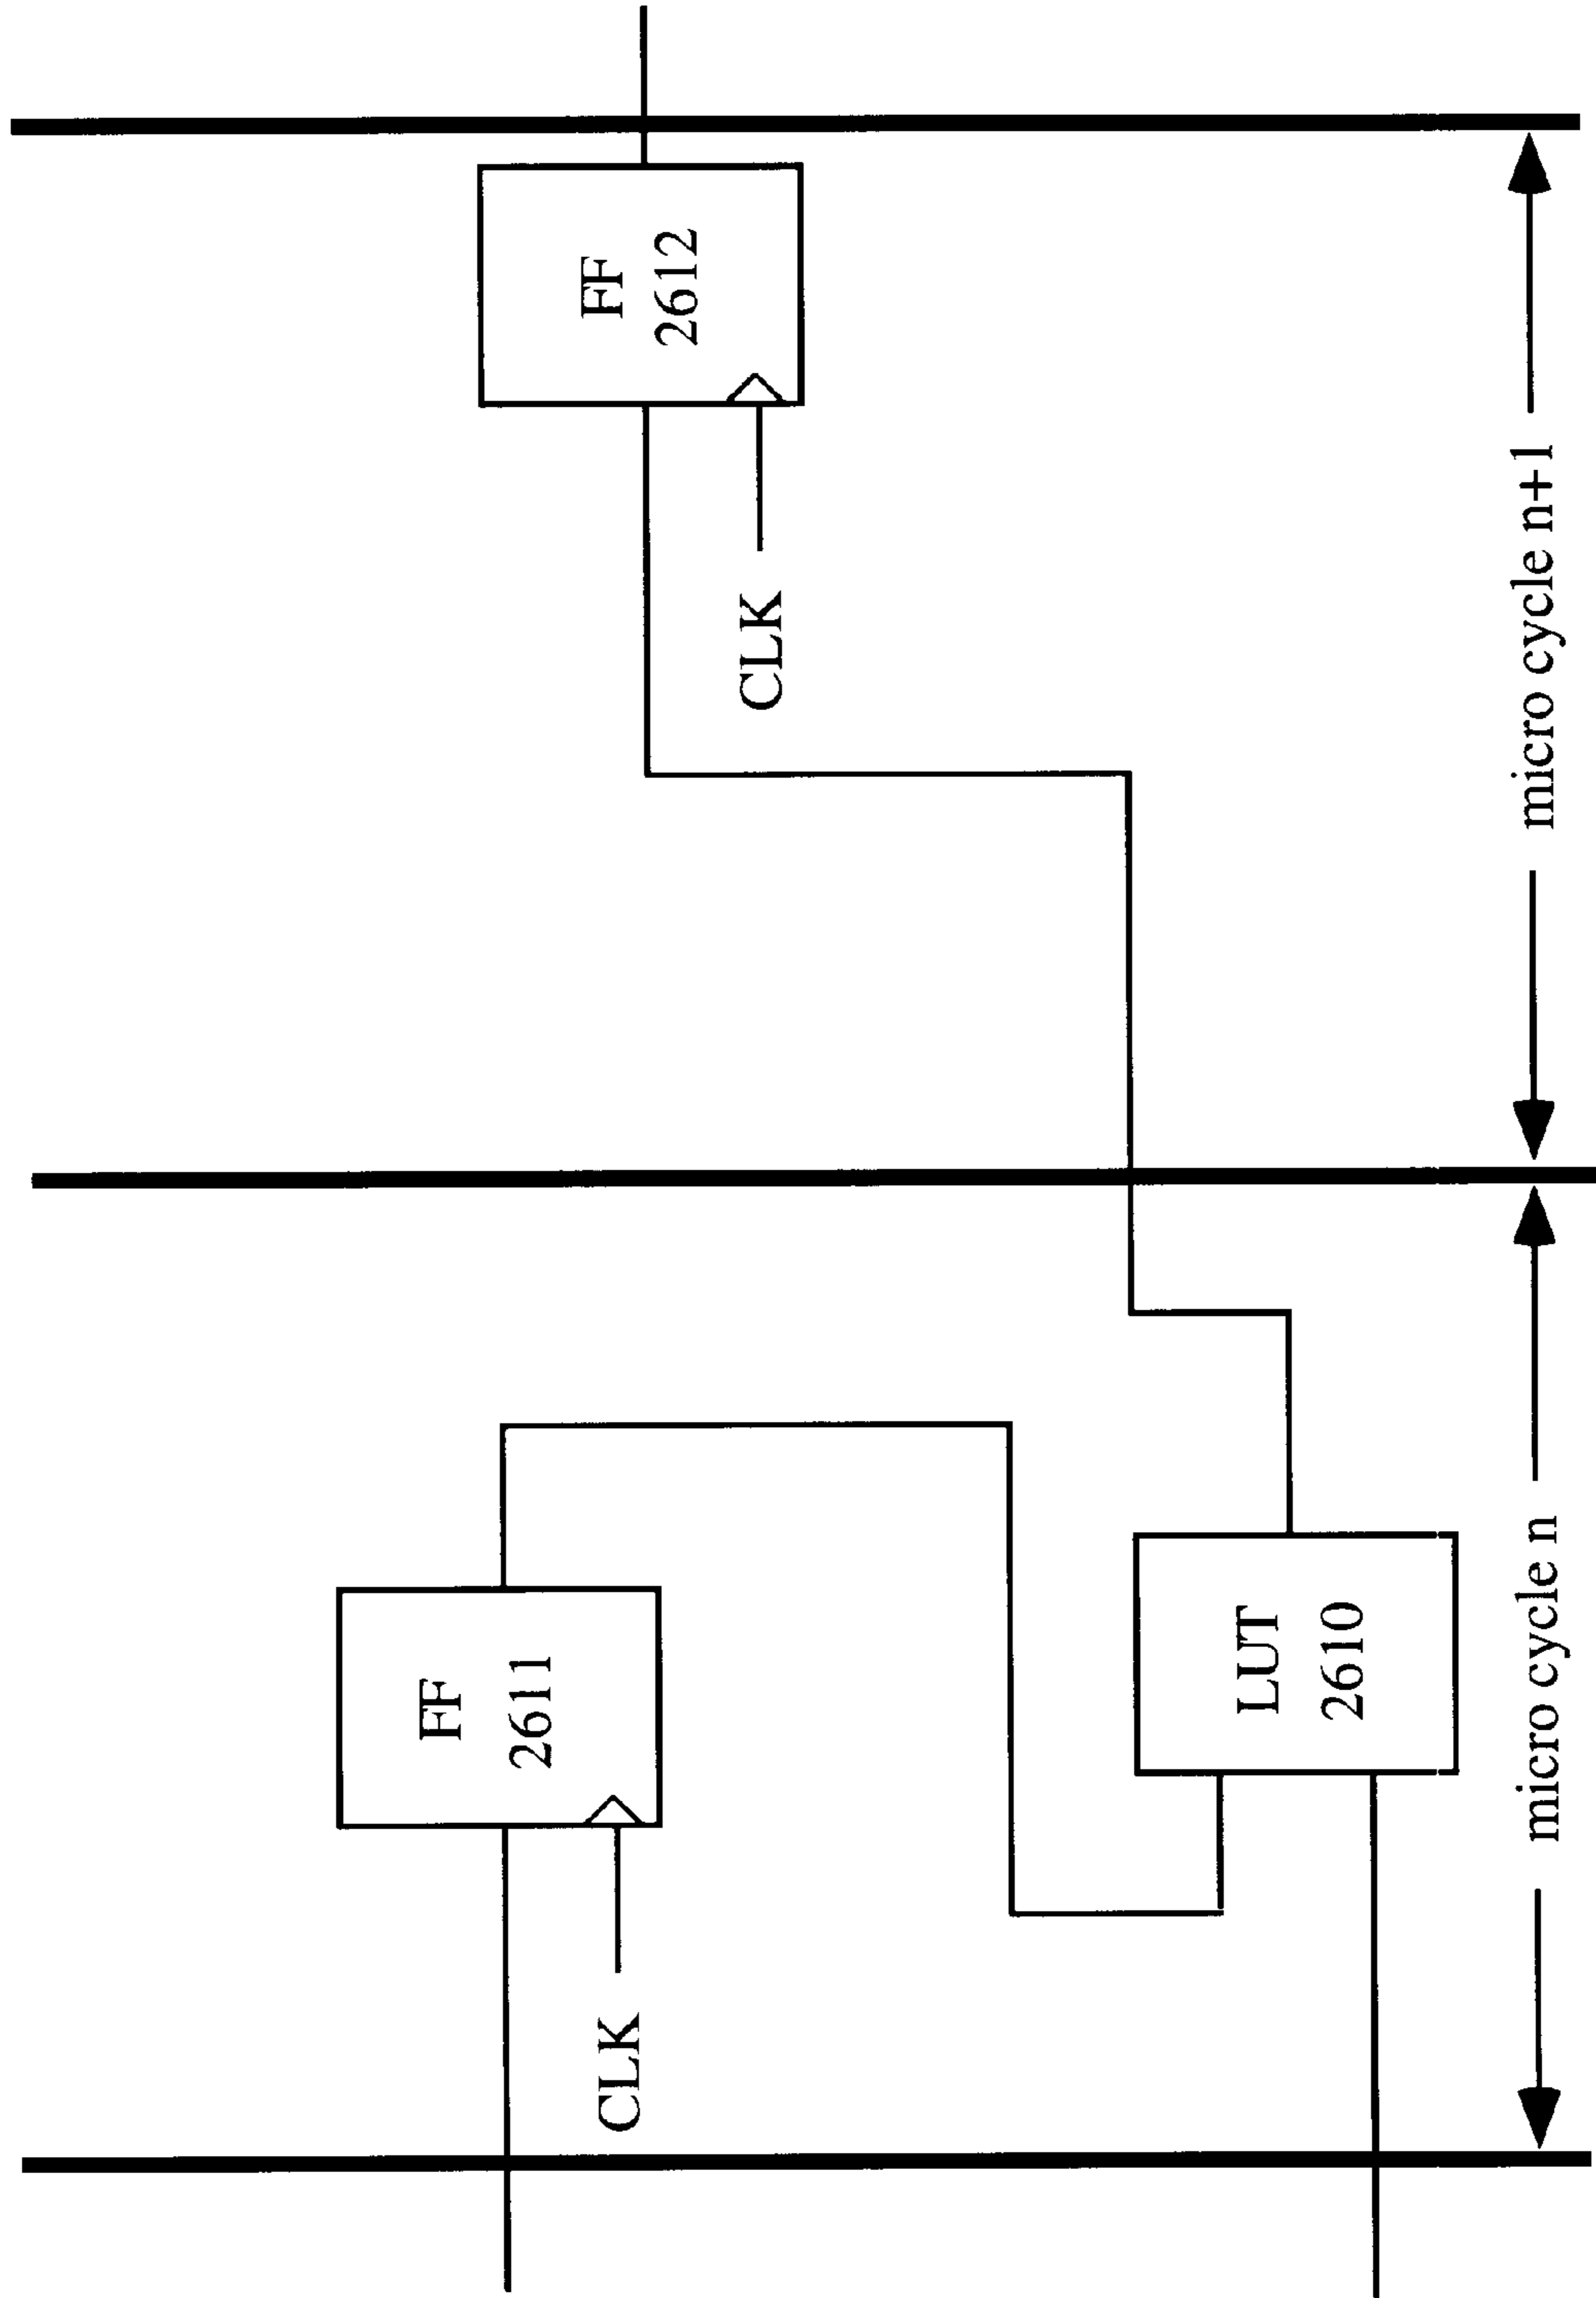 FF
2611
CLK
LUT
2610
micro cycle n
FF
2612
CLK
micro cycle n+1